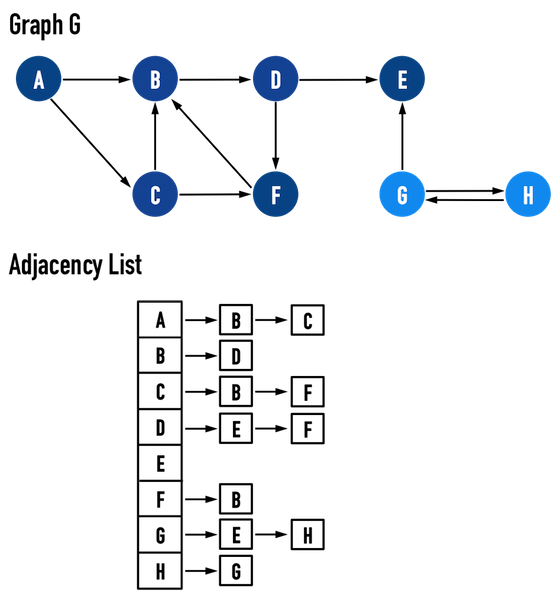 Graph G
A B D E
C F G H
Adjacency List
A B C
B D
C B F
D E F
E
F B
G E H
H G